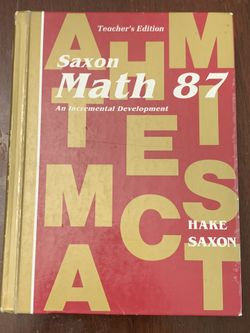 Teacher's Edition
Saxon
Math 87
An Incremental Development
A H M
T T I
M E S
A C T
HAKE
SAXON